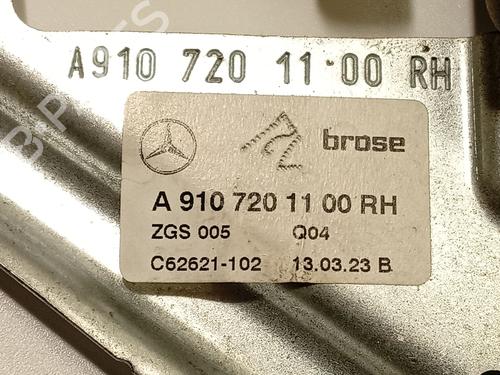 A910 720 11 00 RH
brose
A 910 720 11 00 RH
ZGS 005 Q04
C62621-102 13.03.23 B